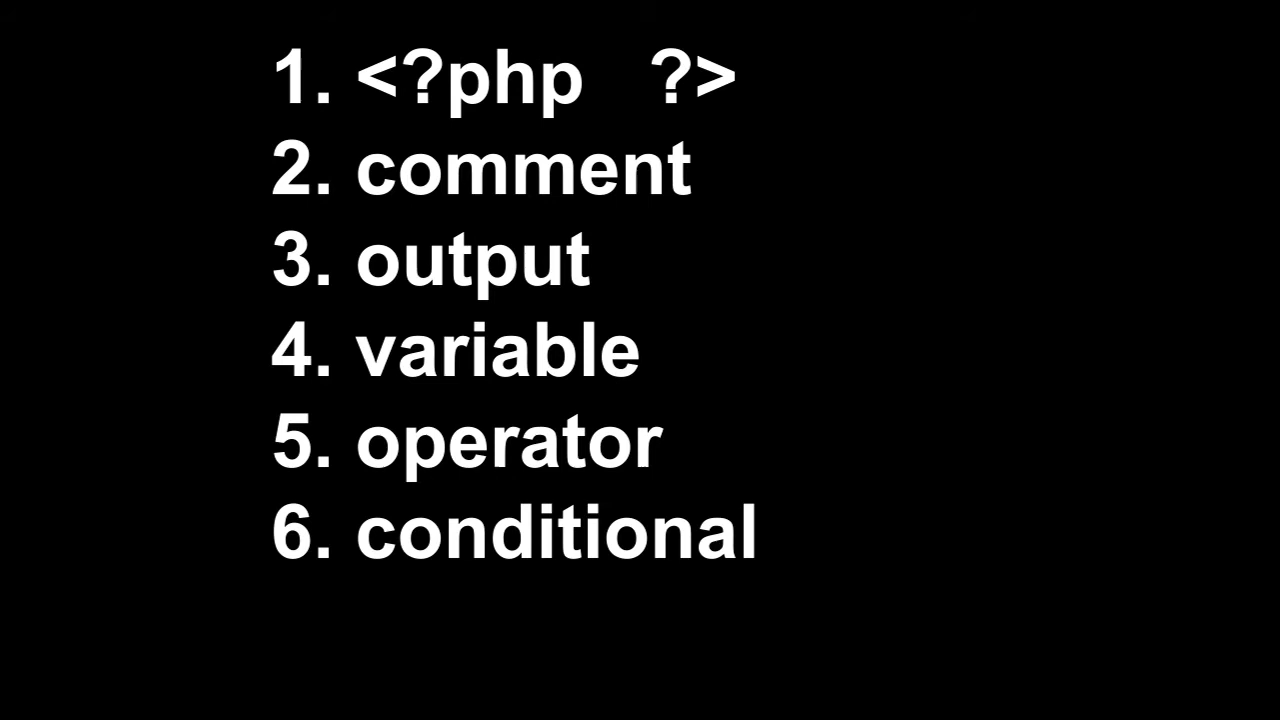 1. <?php   ?>
2. comment
3. output
4. variable
5. operator
6. conditional